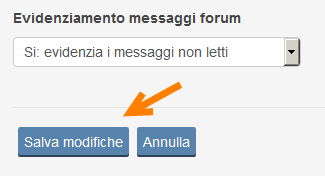 Evidenziamento messaggi forum
Si: evidenzia i messaggi non letti
Salva modifiche Annulla